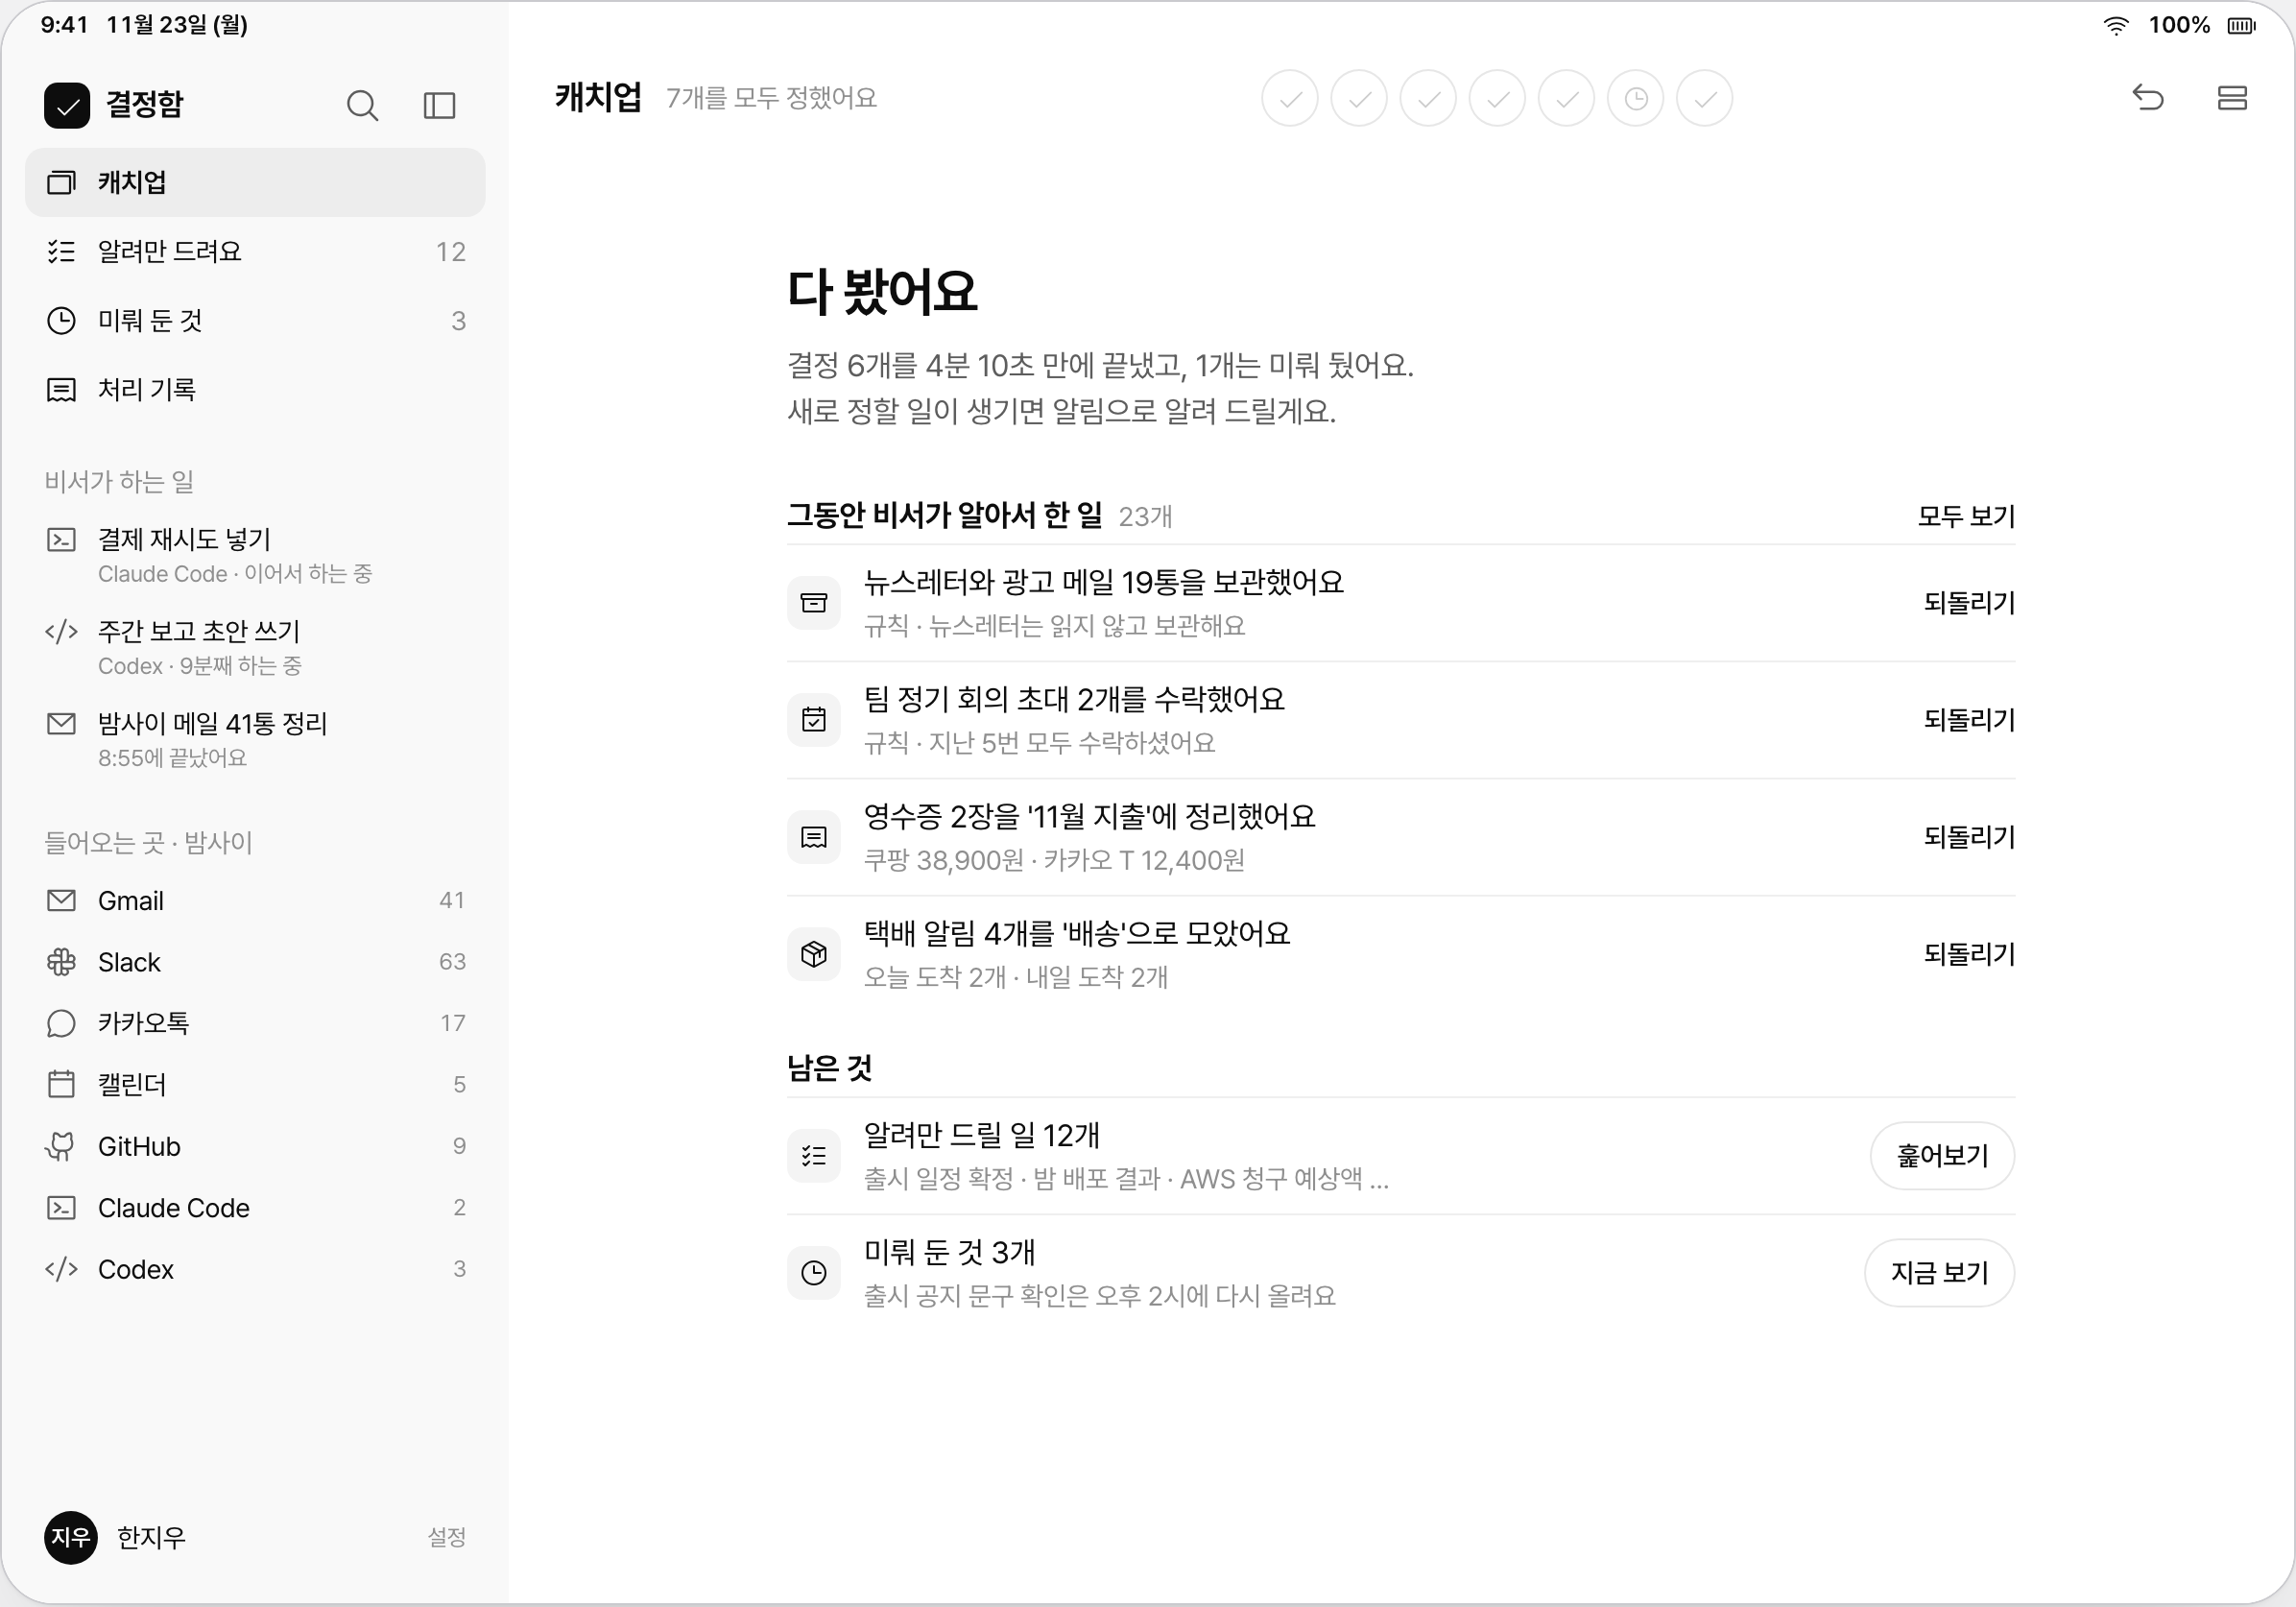 9:41 11월 23일 (월)
100%
결정함
캐치업
알려만 드려요 12
미뤄 둔 것 3
처리 기록
비서가 하는 일
결제 재시도 넣기
Claude Code · 이어서 하는 중
주간 보고 초안 쓰기
Codex · 9분째 하는 중
밤사이 메일 41통 정리
8:55에 끝났어요
들어오는 곳 · 밤사이
Gmail 41
Slack 63
카카오톡 17
캘린더 5
GitHub 9
Claude Code 2
Codex 3
지우 한지우 설정
캐치업 7개를 모두 정했어요
다 봤어요
결정 6개를 4분 10초 만에 끝냈고, 1개는 미뤄 뒀어요.
새로 정할 일이 생기면 알림으로 알려 드릴게요.
그동안 비서가 알아서 한 일 23개 모두 보기
뉴스레터와 광고 메일 19통을 보관했어요
규칙 · 뉴스레터는 읽지 않고 보관해요
되돌리기
팀 정기 회의 초대 2개를 수락했어요
규칙 · 지난 5번 모두 수락하셨어요
되돌리기
영수증 2장을 '11월 지출'에 정리했어요
쿠팡 38,900원 · 카카오 T 12,400원
되돌리기
택배 알림 4개를 '배송'으로 모았어요
오늘 도착 2개 · 내일 도착 2개
되돌리기
남은 것
알려만 드릴 일 12개
출시 일정 확정 · 밤 배포 결과 · AWS 청구 예상액 ...
훑어보기
미뤄 둔 것 3개
출시 공지 문구 확인은 오후 2시에 다시 올려요
지금 보기